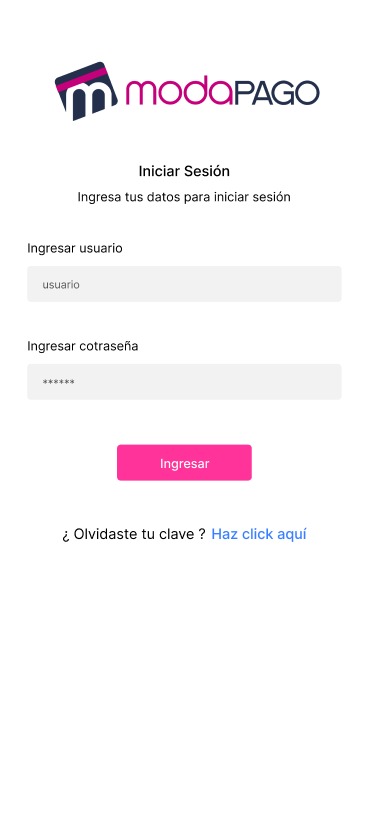 m modaPAGO
Iniciar Sesión
Ingresa tus datos para iniciar sesión
Ingresar usuario
usuario
Ingresar cotraseña
******
Ingresar
¿ Olvidaste tu clave ? Haz click aquí